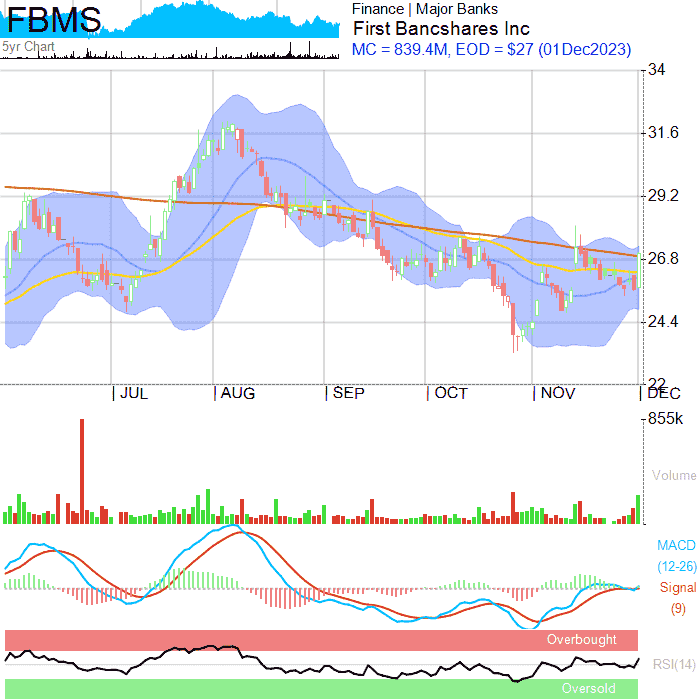 FBMS
5yr Chart
Finance | Major Banks
First Bancshares Inc
MC = 839.4M, EOD = $27 (01Dec2023)
34
31.6
29.2
26.8
24.4
22
JUL AUG SEP OCT NOV DEC
855k
Volume
MACD
(12-26)
Signal
(9)
Overbought
RSI(14)
Oversold